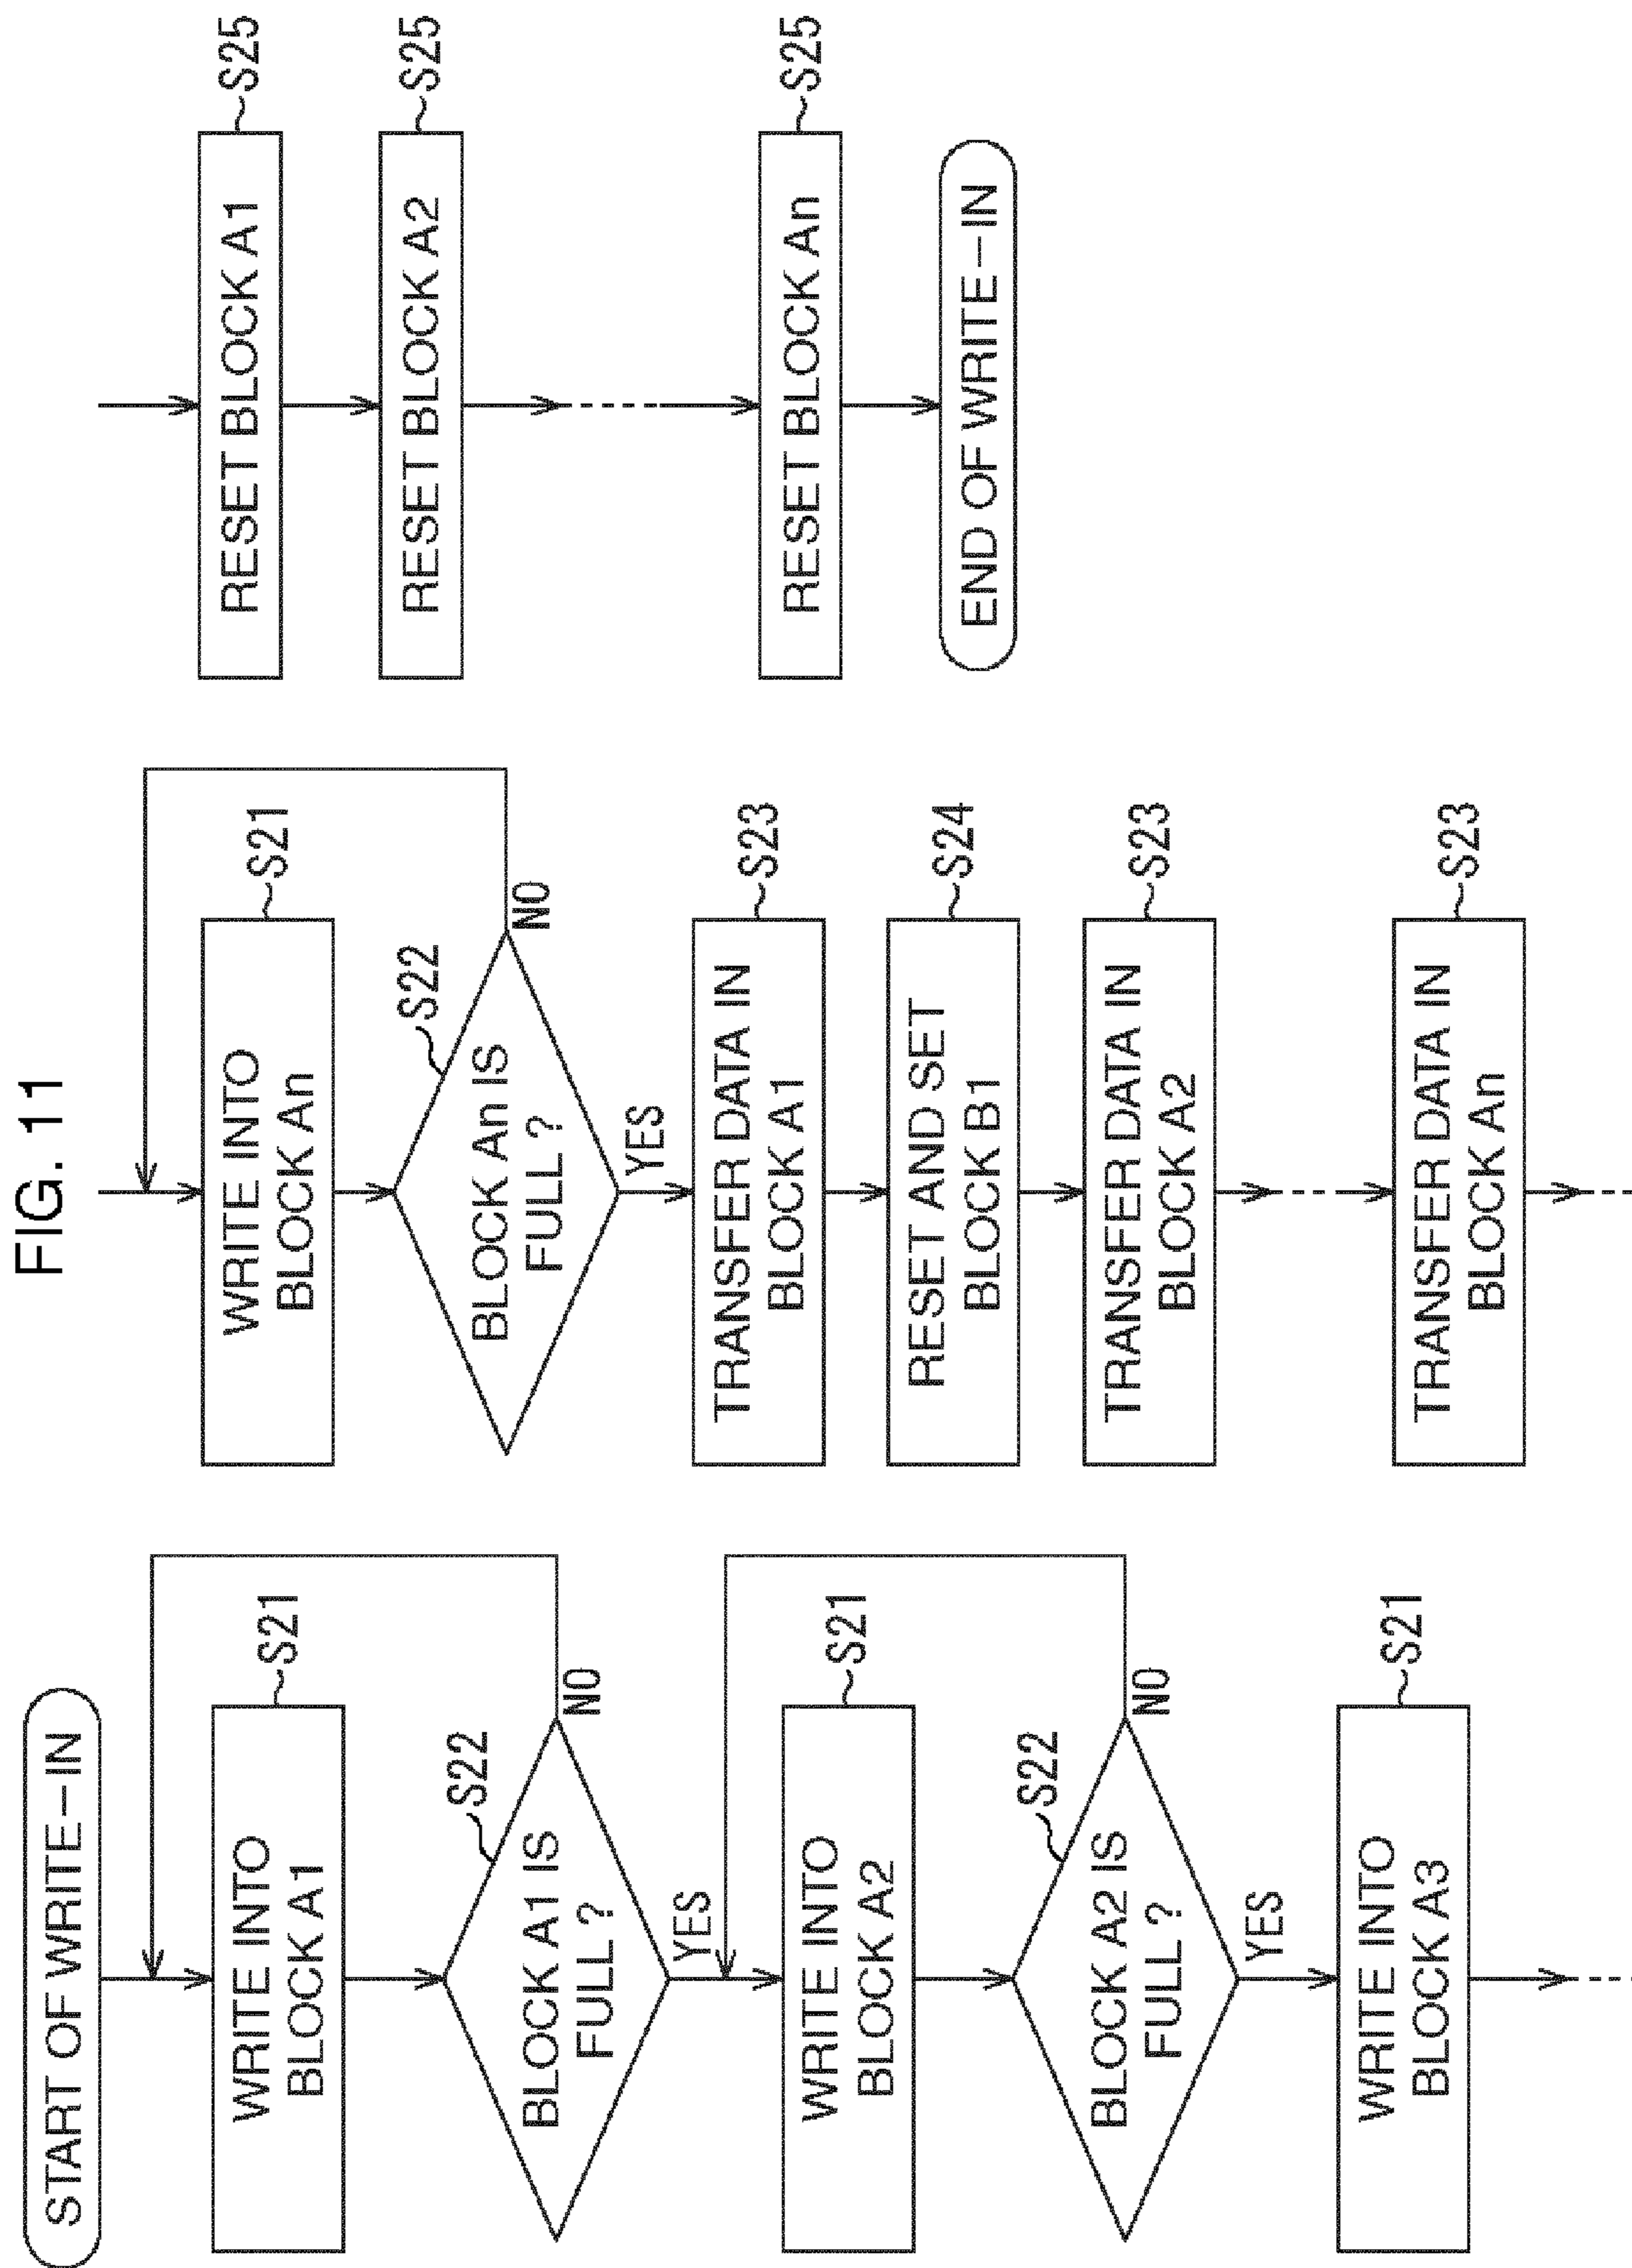 FIG. 11
START OF WRITE-IN
WRITE INTO
BLOCK A1
S21
BLOCK A1 IS
FULL ?
S22
NO
YES
WRITE INTO
BLOCK A2
S21
BLOCK A2 IS
FULL ?
S22
NO
YES
WRITE INTO
BLOCK A3
S21
WRITE INTO
BLOCK An
S21
BLOCK An IS
FULL ?
S22
NO
YES
TRANSFER DATA IN
BLOCK A1
S23
RESET AND SET
BLOCK B1
S24
TRANSFER DATA IN
BLOCK A2
S23
TRANSFER DATA IN
BLOCK An
S23
RESET BLOCK A1
S25
RESET BLOCK A2
S25
RESET BLOCK An
S25
END OF WRITE-IN